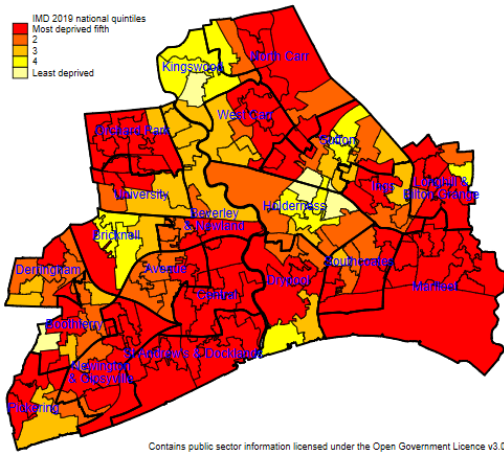 IMD 2019 national quintiles
Most deprived fifth
2
3
4
Least deprived
North Carr
Kingswood
West Carr
Orchard Park
Sutton
Ings
Longhill &
Bilton Grange
University
Holderness
Beverley
& Newland
Bricknell
Derringham
Avenue
Southcoates
Central
Drypool
Marfleet
Boothferry
St Andrew's & Docklands
Newington
& Gipsyville
Pickering
Contains public sector information licensed under the Open Government Licence v3.0